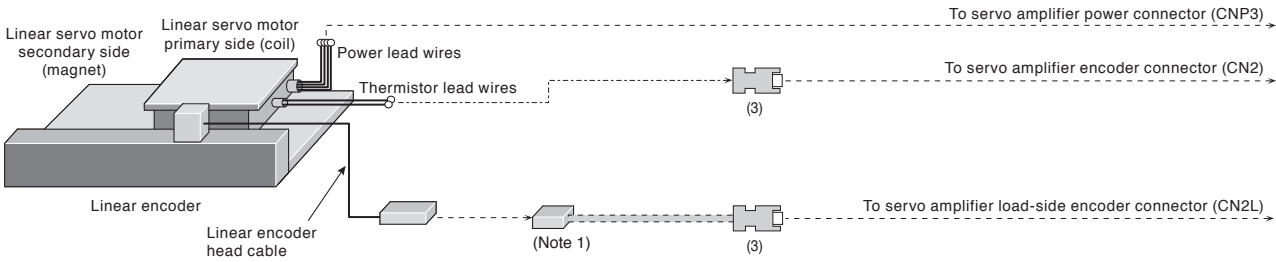 To servo amplifier power connector (CNP3)
Linear servo motor
secondary side
(magnet)
Linear servo motor
primary side (coil)
Power lead wires
Thermistor lead wires
To servo amplifier encoder connector (CN2)
(3)
Linear encoder
Linear encoder
head cable
(Note 1)
(3)
To servo amplifier load-side encoder connector (CN2L)